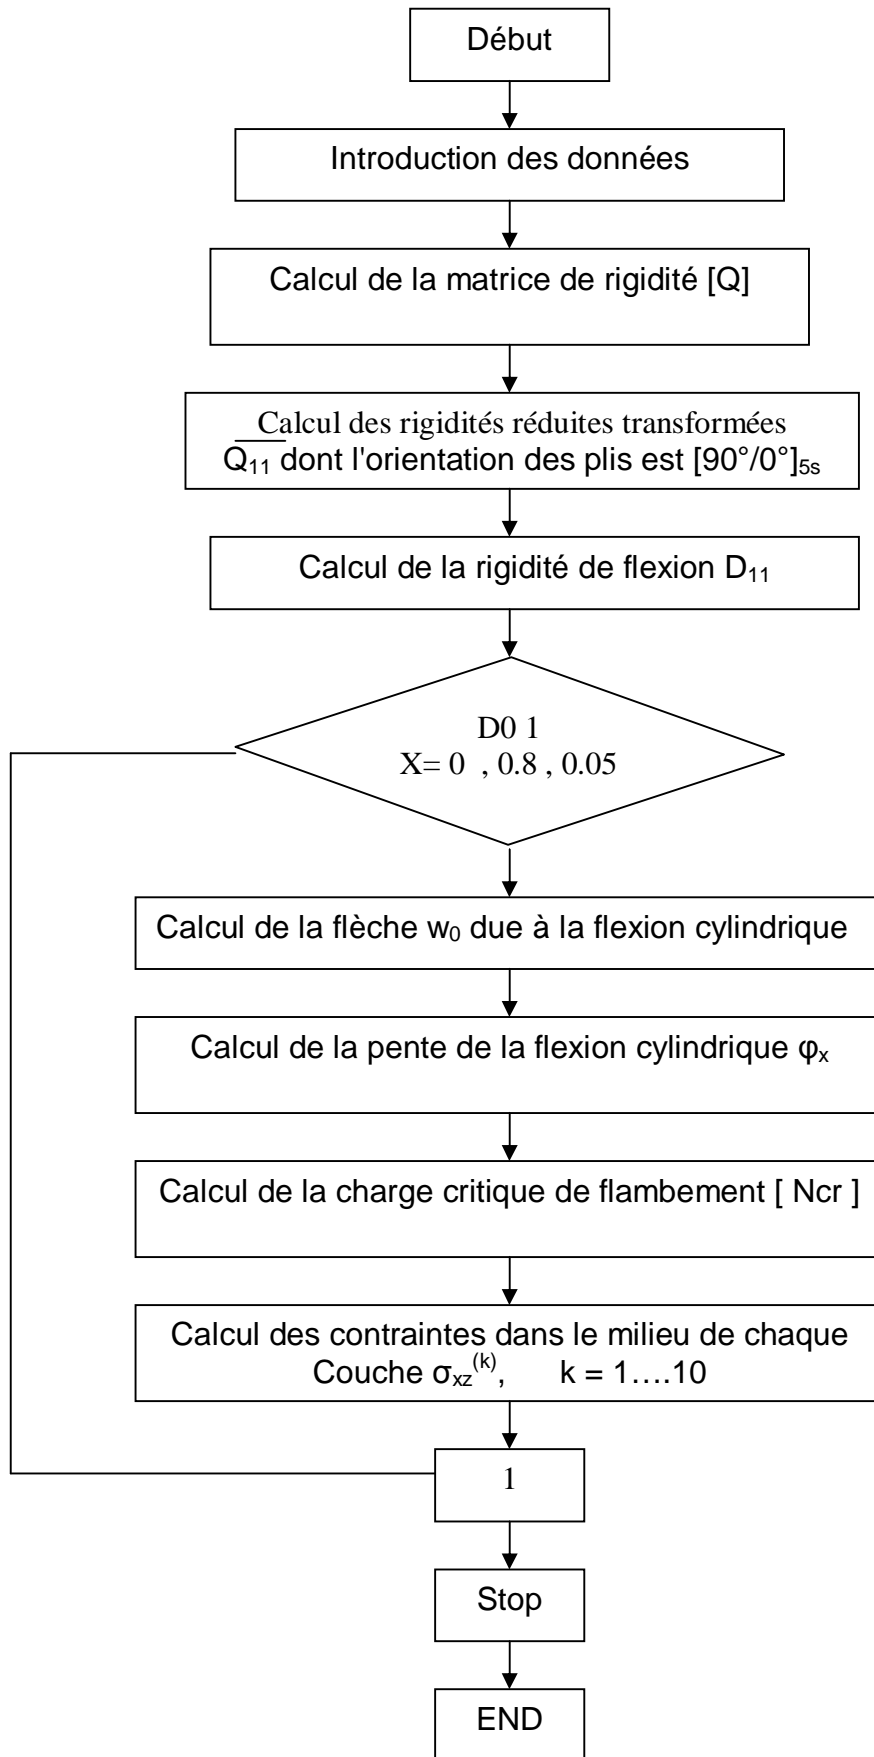 Début
Introduction des données
Calcul de la matrice de rigidité [Q]
Calcul des rigidités réduites transformées
Q₁₁ dont l'orientation des plis est [90°/0°]₅ₛ
Calcul de la rigidité de flexion D₁₁
D0 1
X= 0 , 0.8 , 0.05
Calcul de la flèche w₀ due à la flexion cylindrique
Calcul de la pente de la flexion cylindrique φₓ
Calcul de la charge critique de flambement [ Ncr ]
Calcul des contraintes dans le milieu de chaque
Couche σxz⁽ᵏ⁾, k = 1….10
1
Stop
END